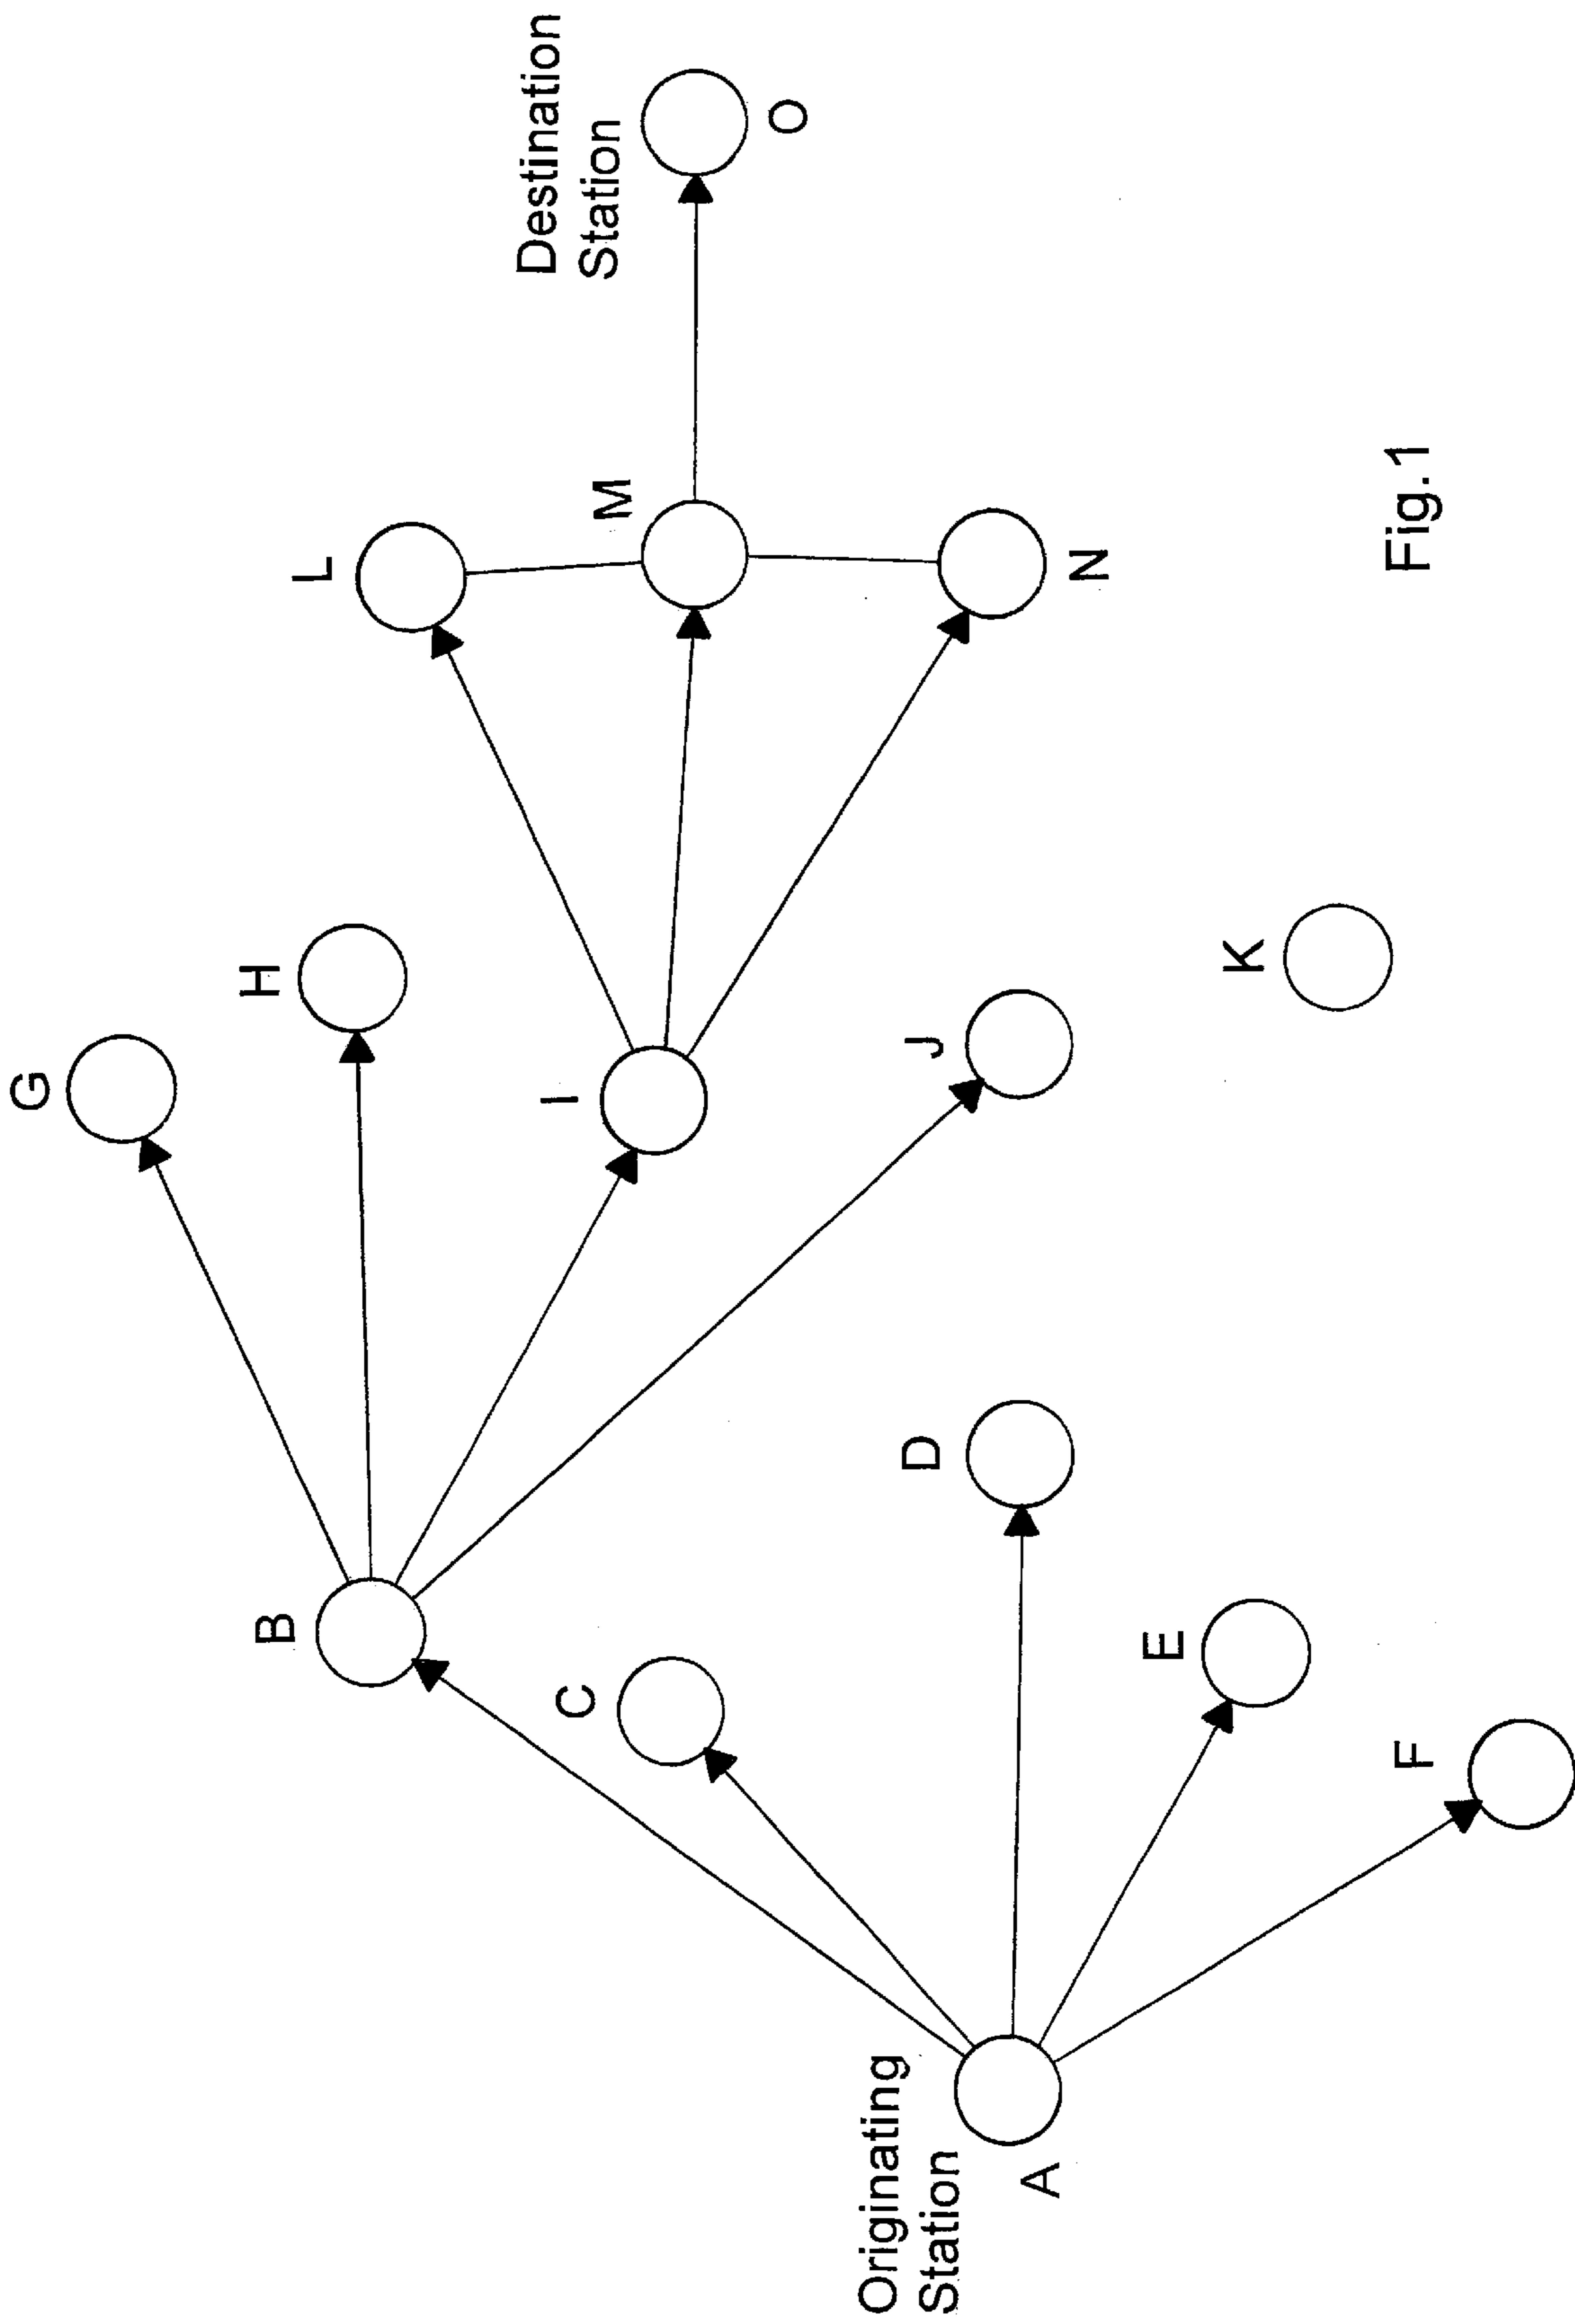 G
H
B
L
Destination
Station
I
M
C
O
Originating
Station
D
J
A
N
E
K
F
Fig.1